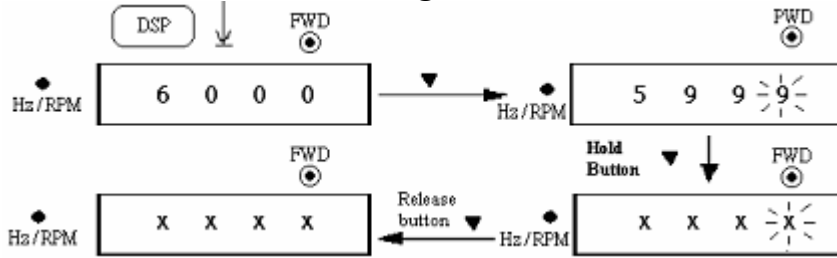 DSP
FWD
PWD
6 0 0 0
5 9 9 9
Hz/RPM
Hz/RPM
Hold
Button
FWD
FWD
Release
button
x x x x
x x x x
Hz/RPM
Hz/RPM